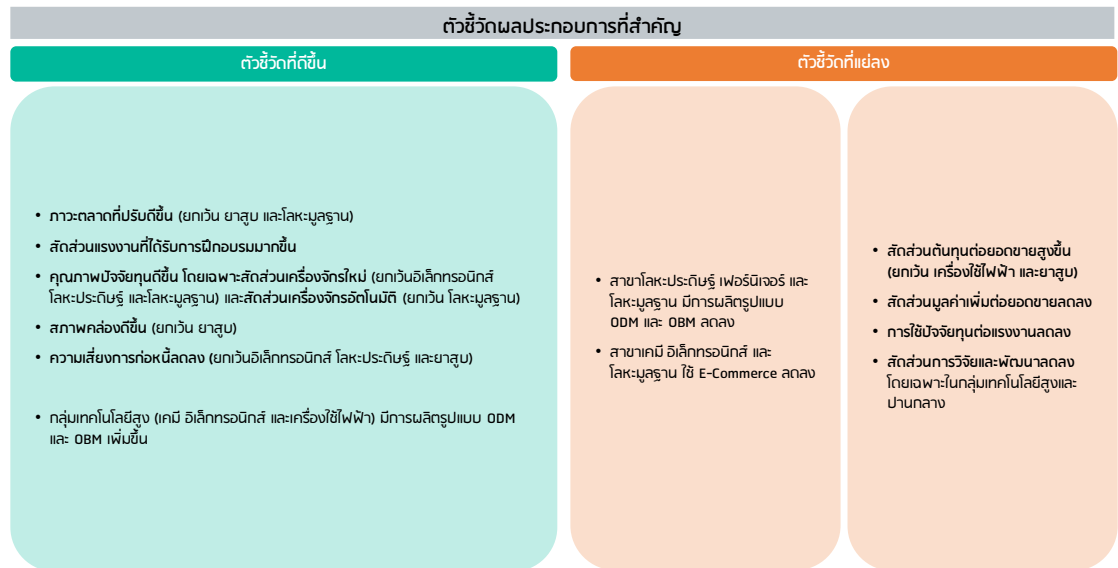 ตัวชี้วัดผลประกอบการที่สำคัญ
ตัวชี้วัดที่ดีขึ้น
• ภาวะตลาดที่ปรับดีขึ้น (ยกเว้น ยาสูบ และโลหะมูลฐาน)
• สัดส่วนแรงงานที่ได้รับการฝึกอบรมมากขึ้น
• คุณภาพปัจจัยทุนดีขึ้น โดยเฉพาะสัดส่วนเครื่องจักรใหม่ (ยกเว้นอิเล็กทรอนิกส์
โลหะประดิษฐ์ และโลหะมูลฐาน) และสัดส่วนเครื่องจักรอัตโนมัติ (ยกเว้น โลหะมูลฐาน)
• สภาพคล่องดีขึ้น (ยกเว้น ยาสูบ)
• ความเสี่ยงการก่อหนี้ลดลง (ยกเว้นอิเล็กทรอนิกส์ โลหะประดิษฐ์ และยาสูบ)
• กลุ่มเทคโนโลยีสูง (เคมี อิเล็กทรอนิกส์ และเครื่องใช้ไฟฟ้า) มีการผลิตรูปแบบ ODM
และ OBM เพิ่มขึ้น
ตัวชี้วัดที่แย่ลง
• สาขาโลหะประดิษฐ์ เฟอร์นิเจอร์ และ
โลหะมูลฐาน มีการผลิตรูปแบบ
ODM และ OBM ลดลง
• สาขาเคมี อิเล็กทรอนิกส์ และ
โลหะมูลฐาน ใช้ E-Commerce ลดลง
• สัดส่วนต้นทุนต่อยอดขายสูงขึ้น
(ยกเว้น เครื่องใช้ไฟฟ้า และยาสูบ)
• สัดส่วนมูลค่าเพิ่มต่อยอดขายลดลง
• การใช้ปัจจัยทุนต่อแรงงานลดลง
• สัดส่วนการวิจัยและพัฒนาลดลง
โดยเฉพาะในกลุ่มเทคโนโลยีสูงและ
ปานกลาง